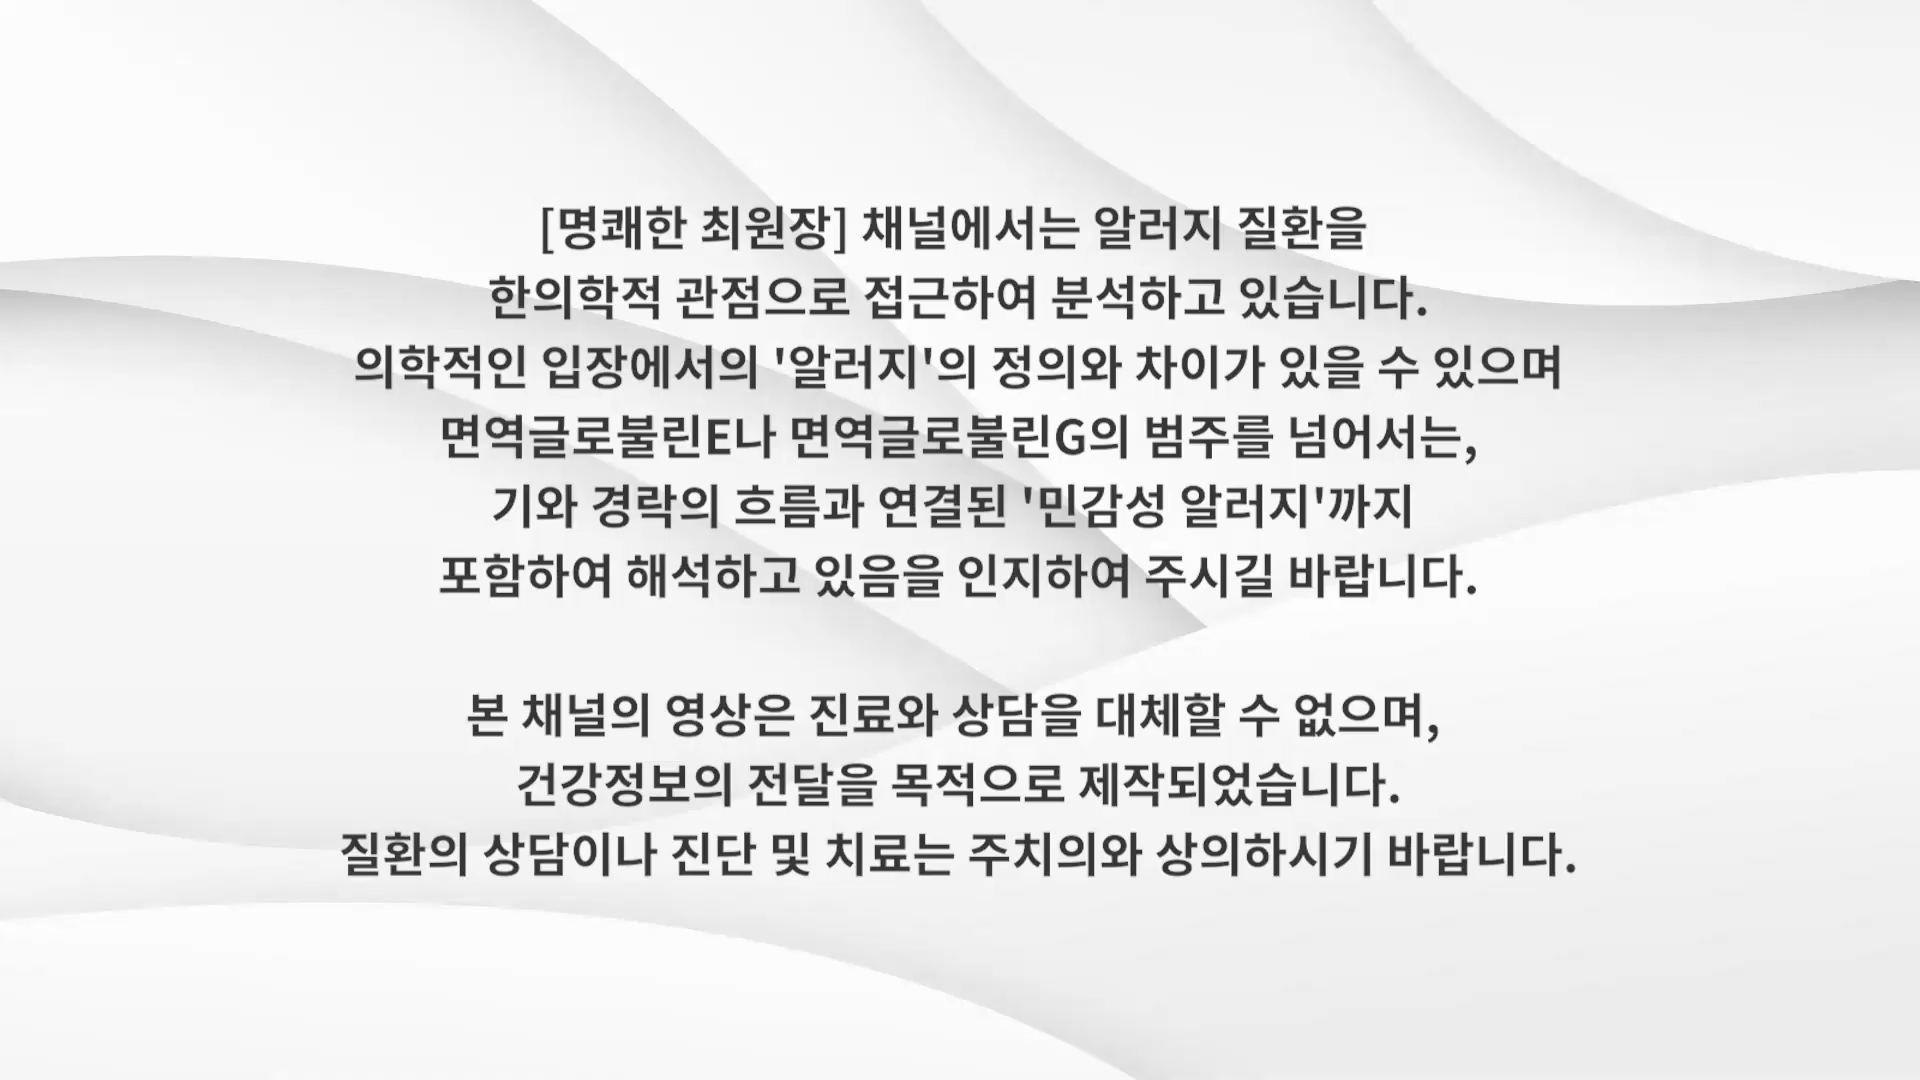 [명쾌한 최원장] 채널에서는 알러지 질환을
한의학적 관점으로 접근하여 분석하고 있습니다.
의학적인 입장에서의 '알러지'의 정의와 차이가 있을 수 있으며
면역글로불린E나 면역글로불린G의 범주를 넘어서는,
기와 경락의 흐름과 연결된 '민감성 알러지'까지
포함하여 해석하고 있음을 인지하여 주시길 바랍니다.
본 채널의 영상은 진료와 상담을 대체할 수 없으며,
건강정보의 전달을 목적으로 제작되었습니다.
질환의 상담이나 진단 및 치료는 주치의와 상의하시기 바랍니다.